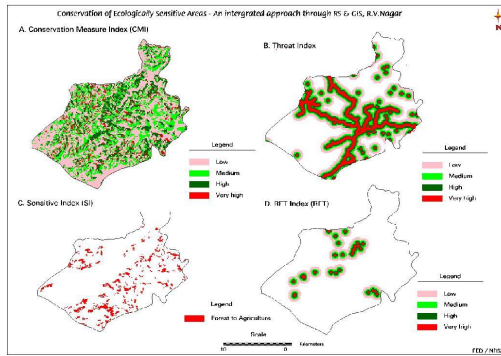 Conservation of Ecologically Sensitive Areas - An intergrated approach through RS & GIS, R.V.Nagar
N
A. Conservation Measure Index (CMI)
Legend
Low
Medium
High
Very high
B. Threat Index
Legend
Low
Medium
High
Very high
C. Sensitive Index (SI)
Legend
Forest to Agriculture
D. RET Index (RET)
Legend
Low
Medium
High
Very high
Scale
10 0 Kilometers
FED / NRS